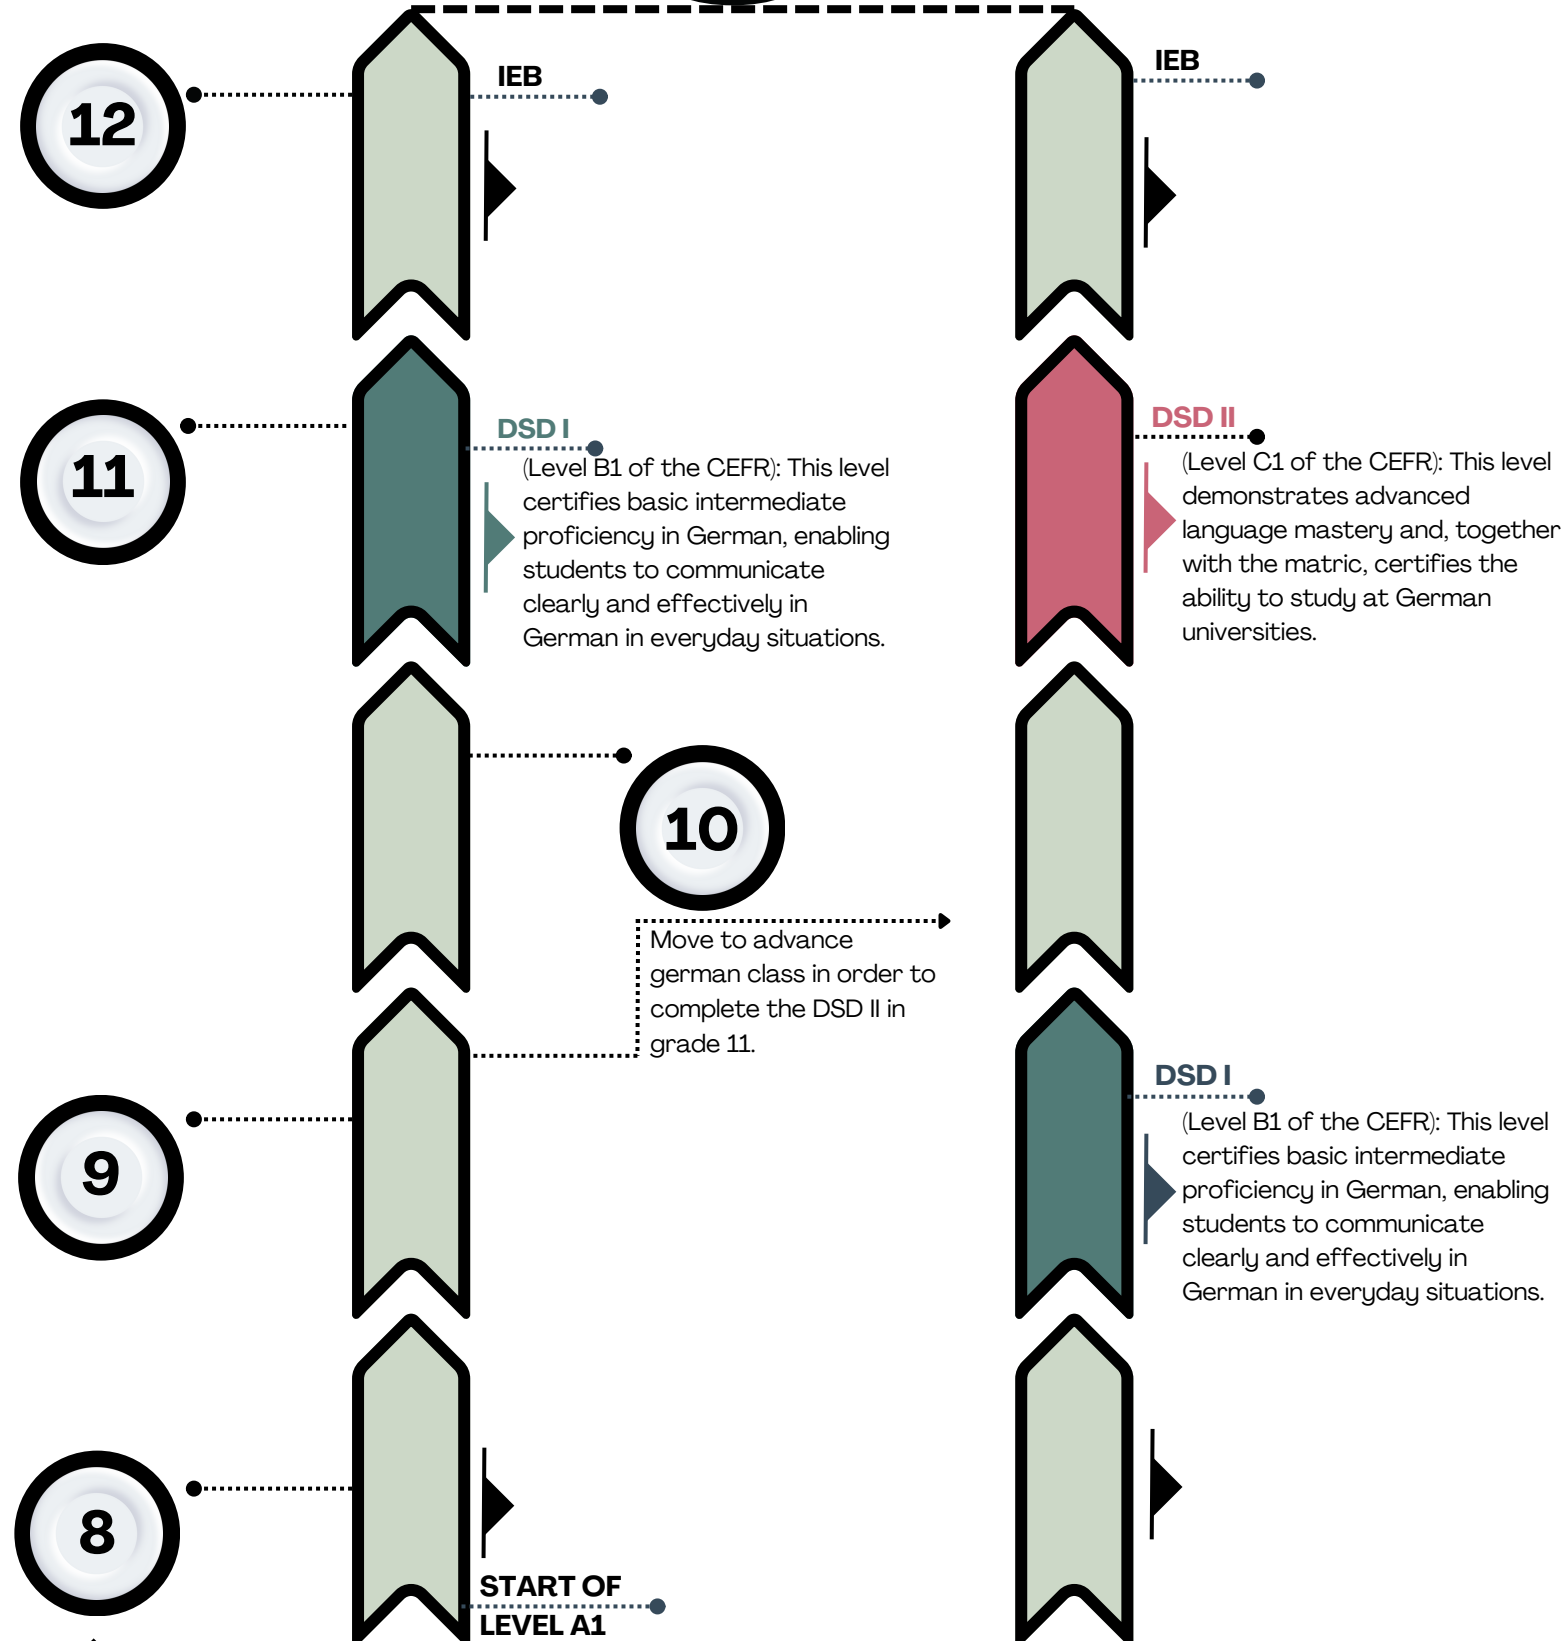 12
IEB
IEB
11
DSD I
(Level B1 of the CEFR): This level
certifies basic intermediate
proficiency in German, enabling
students to communicate
clearly and effectively in
German in everyday situations.
DSD II
(Level C1 of the CEFR): This level
demonstrates advanced
language mastery and, together
with the matric, certifies the
ability to study at German
universities.
10
Move to advance
german class in order to
complete the DSD II in
grade 11.
9
DSD I
(Level B1 of the CEFR): This level
certifies basic intermediate
proficiency in German, enabling
students to communicate
clearly and effectively in
German in everyday situations.
8
START OF
LEVEL A1